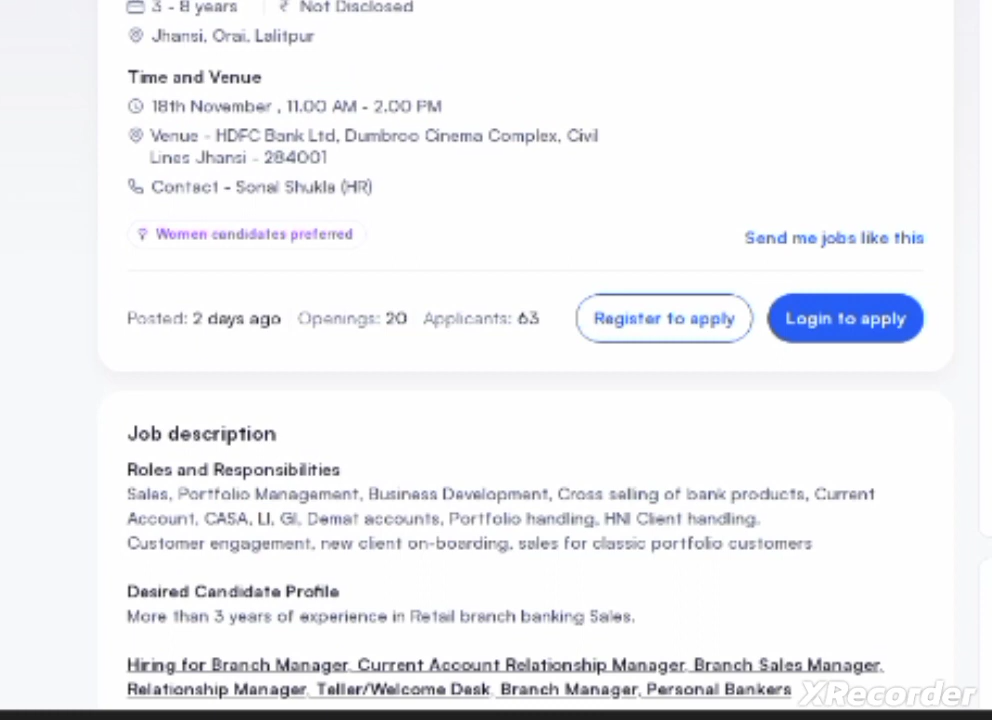 3 - 8 years ₹ Not Disclosed
Jhansi, Orai, Lalitpur
Time and Venue
18th November , 11.00 AM - 2.00 PM
Venue - HDFC Bank Ltd, Dumbroo Cinema Complex, Civil
Lines Jhansi - 284001
Contact - Sonal Shukla (HR)
Women candidates preferred
Send me jobs like this
Posted: 2 days ago Openings: 20 Applicants: 63
Register to apply
Login to apply
Job description
Roles and Responsibilities
Sales, Portfolio Management, Business Development, Cross selling of bank products, Current
Account, CASA, LI, GI, Demat accounts, Portfolio handling, HNI Client handling.
Customer engagement, new client on-boarding, sales for classic portfolio customers
Desired Candidate Profile
More than 3 years of experience in Retail branch banking Sales.
Hiring for Branch Manager, Current Account Relationship Manager, Branch Sales Manager,
Relationship Manager, Teller/Welcome Desk, Branch Manager, Personal Bankers
XRecorder